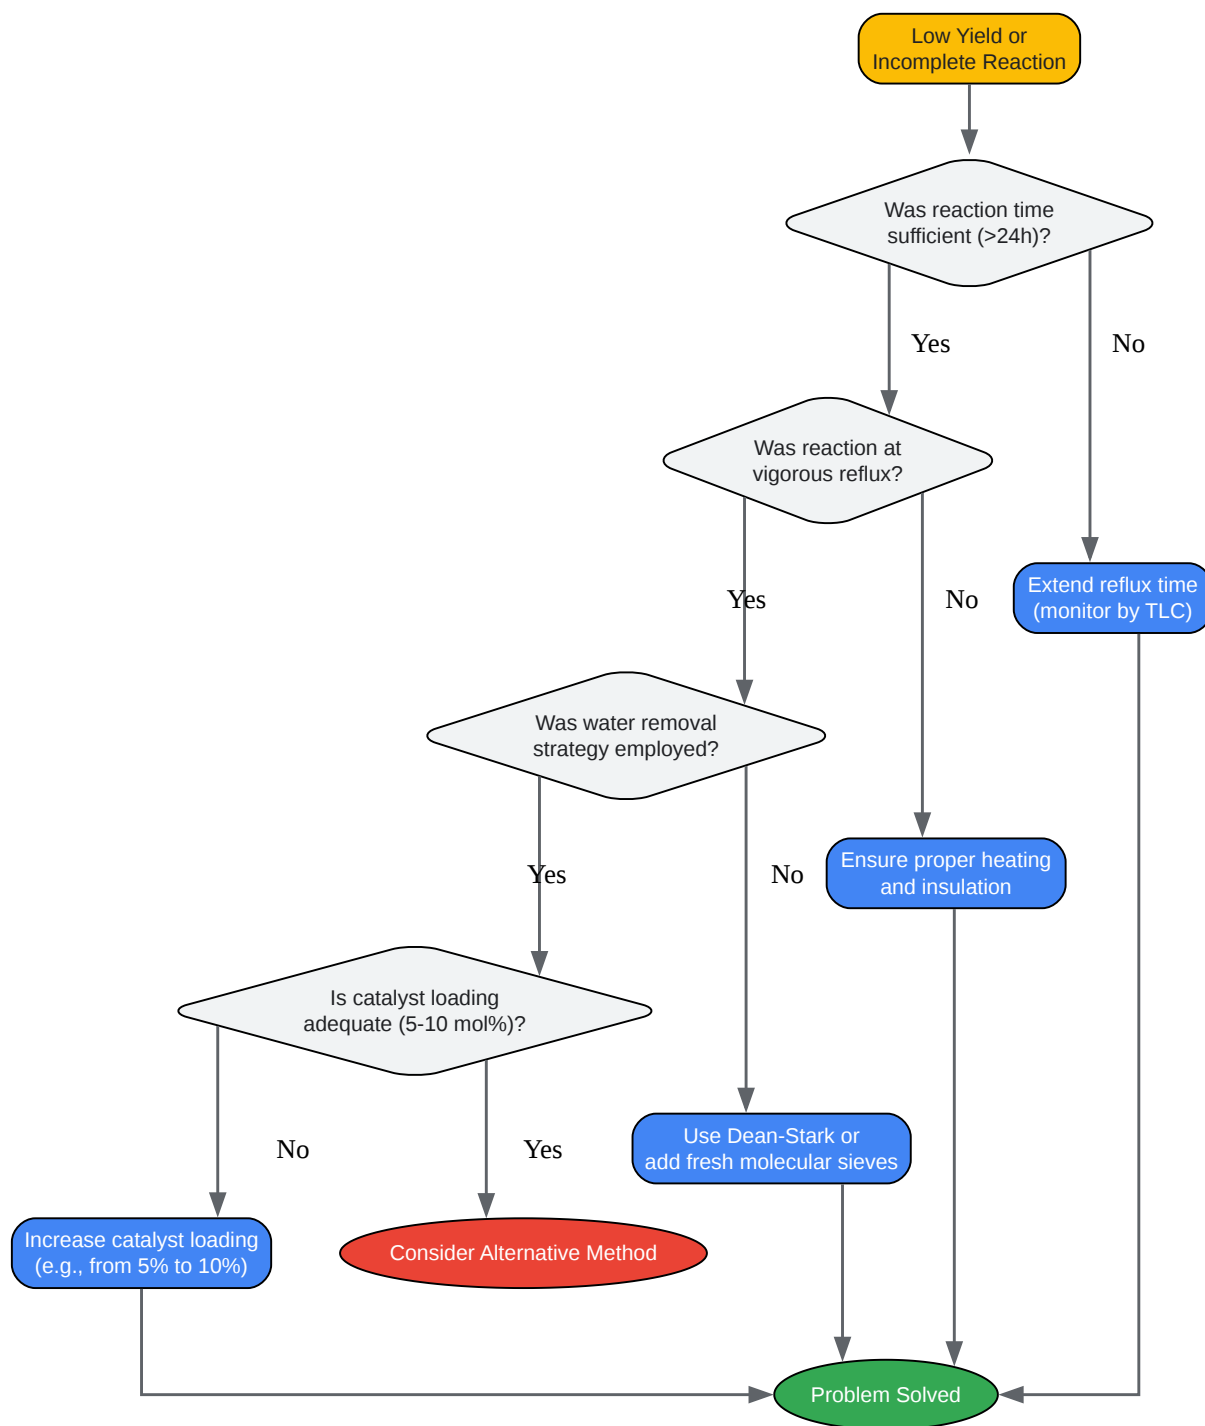 Low Yield or
Incomplete Reaction
Was reaction time
sufficient (>24h)?
Yes
No
Was reaction at
vigorous reflux?
Yes
No
Extend reflux time
(monitor by TLC)
Was water removal
strategy employed?
Yes
No
Ensure proper heating
and insulation
Is catalyst loading
adequate (5-10 mol%)?
No
Yes
Use Dean-Stark or
add fresh molecular sieves
Increase catalyst loading
(e.g., from 5% to 10%)
Consider Alternative Method
Problem Solved